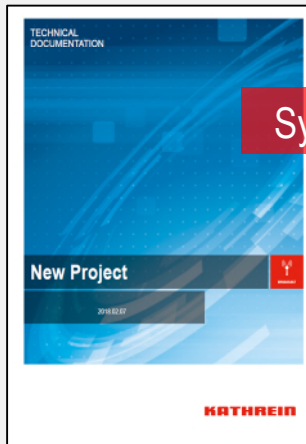 TECHNICAL
DOCUMENTATION
Sy
New Project
2018.02.07
KATHREIN